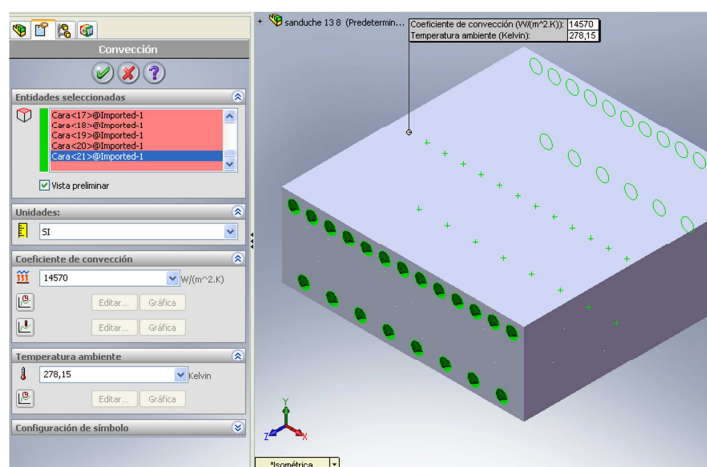 Convección
Entidades seleccionadas
Cara<17>@Imported-1
Cara<18>@Imported-1
Cara<19>@Imported-1
Cara<20>@Imported-1
Cara<21>@Imported-1
Vista preliminar
Unidades:
SI
Coeficiente de convección
14570 W/(m^2.K)
Editar... Gráfica
Editar... Gráfica
Temperatura ambiente
278,15 Kelvin
Editar... Gráfica
Configuración de símbolo
sanduche 13 8 (Predetermin...
Coeficiente de convección (W/(m^2.K)): 14570
Temperatura ambiente (Kelvin): 278,15
Y
Z X
*Isométrica